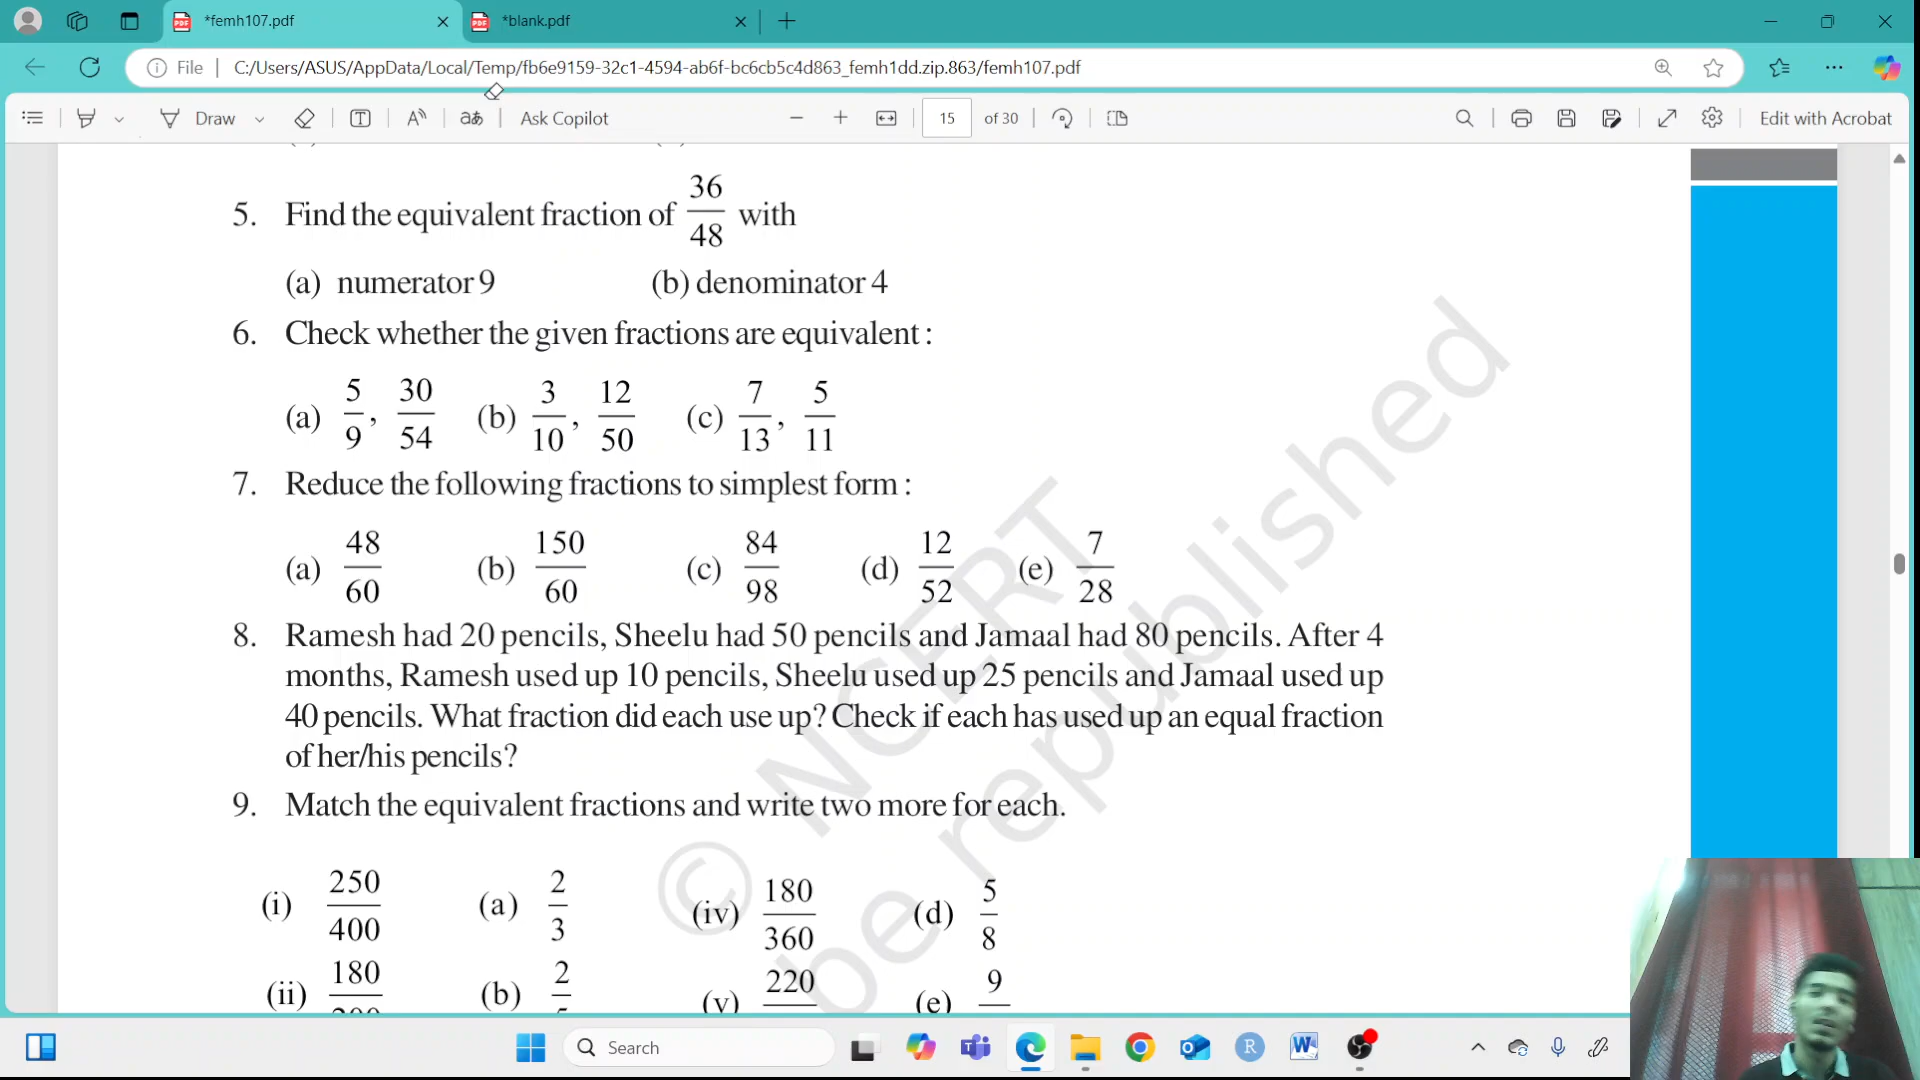 *femh107.pdf
*blank.pdf
File
C:/Users/ASUS/AppData/Local/Temp/fb6e9159-32c1-4594-ab6f-bc6cb5c4d863_femh1dd.zip.863/femh107.pdf
Draw
Ask Copilot
15 of 30
Edit with Acrobat
5. Find the equivalent fraction of 36/48 with
(a) numerator 9 (b) denominator 4
6. Check whether the given fractions are equivalent :
(a) 5/9, 30/54 (b) 3/10, 12/50 (c) 7/13, 5/11
7. Reduce the following fractions to simplest form :
(a) 48/60 (b) 150/60 (c) 84/98 (d) 12/52 (e) 7/28
8. Ramesh had 20 pencils, Sheelu had 50 pencils and Jamaal had 80 pencils. After 4
months, Ramesh used up 10 pencils, Sheelu used up 25 pencils and Jamaal used up
40 pencils. What fraction did each use up? Check if each has used up an equal fraction
of her/his pencils?
9. Match the equivalent fractions and write two more for each.
(i) 250/400 (a) 2/3 (iv) 180/360 (d) 5/8
(ii) 180 (b) 2 (v) 220 (e) 9
© NCERT
be republished
Search